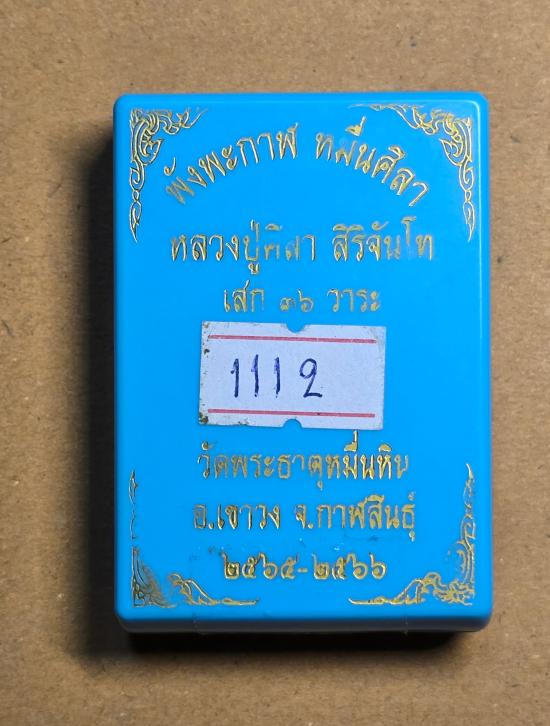 พังพะกาฬ หมื่นศิลา
หลวงปู่ศิลา สิริจันโท
เสก ๓๖ วาระ
1112
วัดพระธาตุหมื่นหิน
อ.เขาวง จ.กาฬสินธุ์
๒๕๖๕-๒๕๖๖